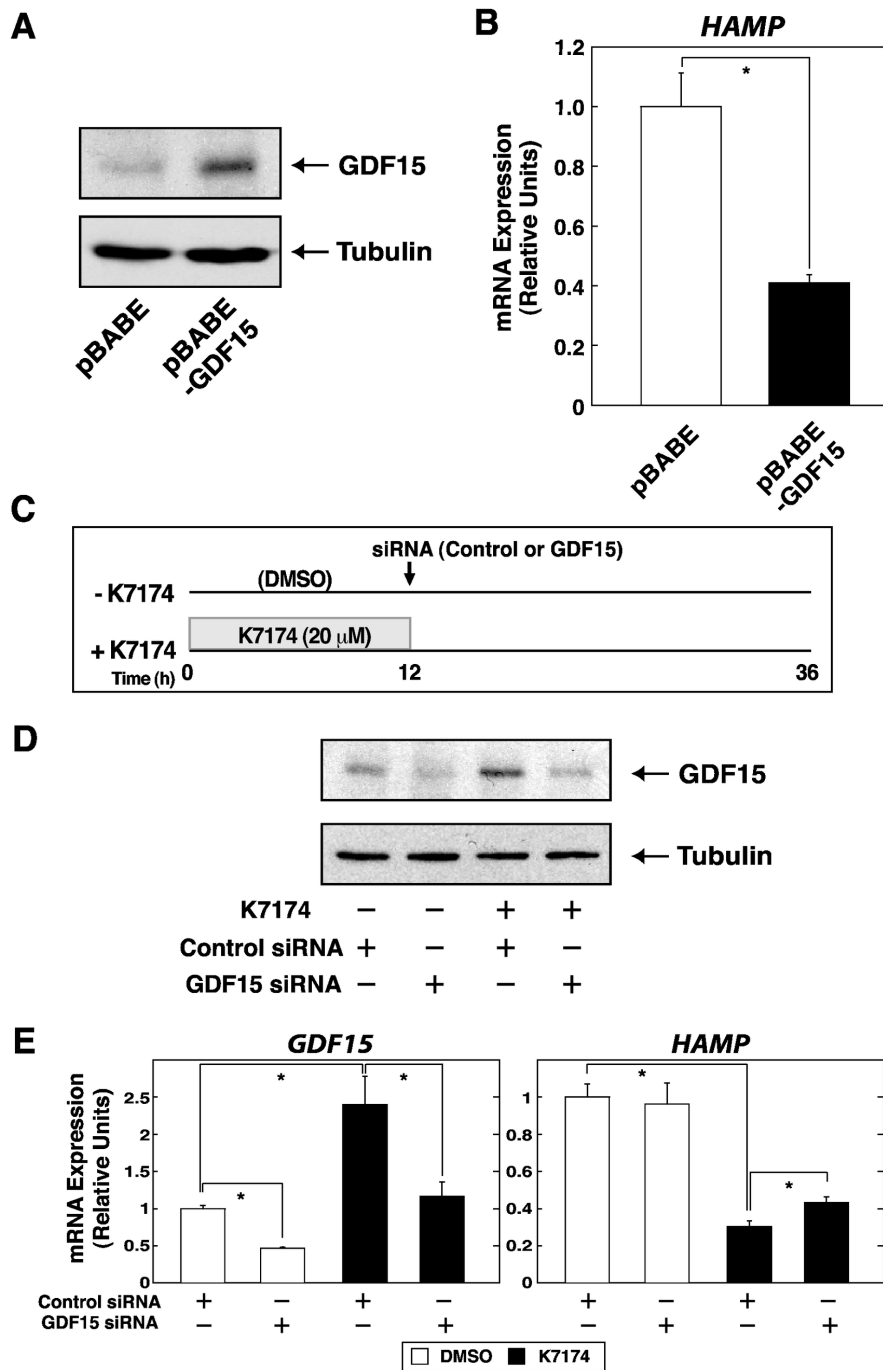 A
GDF15
Tubulin
pBABE
pBABE
-GDF15
B
HAMP
mRNA Expression
(Relative Units)
1.2
1.0
0.8
0.6
0.4
0.2
0
*
pBABE
pBABE
-GDF15
C
siRNA (Control or GDF15)
- K7174
(DMSO)
+ K7174
K7174 (20 μM)
Time (h) 0 12 36
D
GDF15
Tubulin
K7174 − − + +
Control siRNA + − + −
GDF15 siRNA − + − +
E
GDF15
mRNA Expression
(Relative Units)
2.5
2
1.5
1
0.5
0
* * *
HAMP
1
0.8
0.6
0.4
0.2
0
* *
Control siRNA + − + − + − + −
GDF15 siRNA − + − + − + − +
DMSO K7174